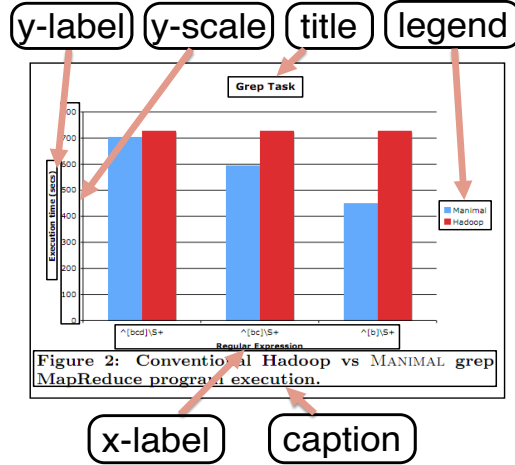 y-label y-scale title legend
Grep Task
800
700
600
500
400
300
200
100
0
Execution time (secs)
Manimal
Hadoop
^[bcd]\S+ ^[bc]\S+ ^[b]\S+
Regular Expression
Figure 2: Conventional Hadoop vs MANIMAL grep
MapReduce program execution.
x-label caption